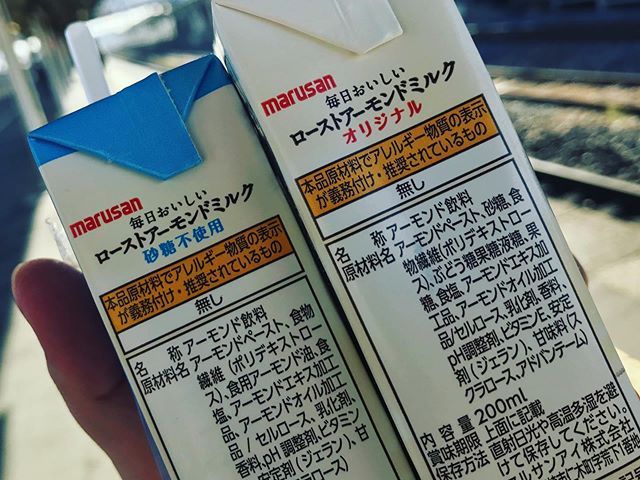 marusan
毎日おいしい
ローストアーモンドミルク
砂糖不使用
本品原材料でアレルギー物質の表示
が義務付け・推奨されているもの
無し
名 称 アーモンド飲料
原材料名 アーモンドペースト、食物
繊維(ポリデキストロー
ス)、食用アーモンド油、食
塩、アーモンドエキス加工
品、アーモンドオイル加工
品 / セルロース、乳化剤、
香料、pH調整剤、ビタミン
E、安定剤(ジェラン)、甘
marusan
毎日おいしい
ローストアーモンドミルク
オリジナル
本品原材料でアレルギー物質の表示
が義務付け・推奨されているもの
無し
名 称 アーモンド飲料
原材料名 アーモンドペースト、砂糖、食
物繊維(ポリデキストロー
ス)、ぶどう糖果糖液糖、果
糖、食塩、アーモンドエキス加
工品、アーモンドオイル加工
品/セルロース、乳化剤、香料、
pH調整剤、ビタミンE、安定
剤(ジェラン)、甘味料(ス
クラロース、アドバンテーム)
内容量 200ml
賞味期限 上面に記載
保存方法 直射日光や高温多湿を避
けて保存してください。
マルサンアイ株式会社